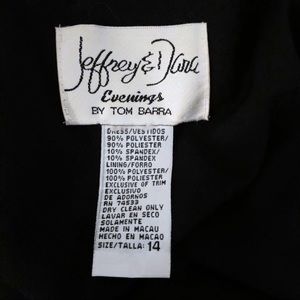 Jeffrey & Dara
Evenings
BY TOM BARRA
DRESS/VESTIDOS
90% POLYESTER/
90% POLIESTER
10% SPANDEX/
10% SPANDEX
LINING/FORRO
100% POLYESTER/
100% POLIESTER
EXCLUSIVE OF TRIM
EXCLUSIVO
DE ADORNOS
RN 74533
DRY CLEAN ONLY
LAVAR EN SECO
SOLAMENTE
MADE IN MACAU
HECHO EN MACAO
SIZE/TALLA: 14